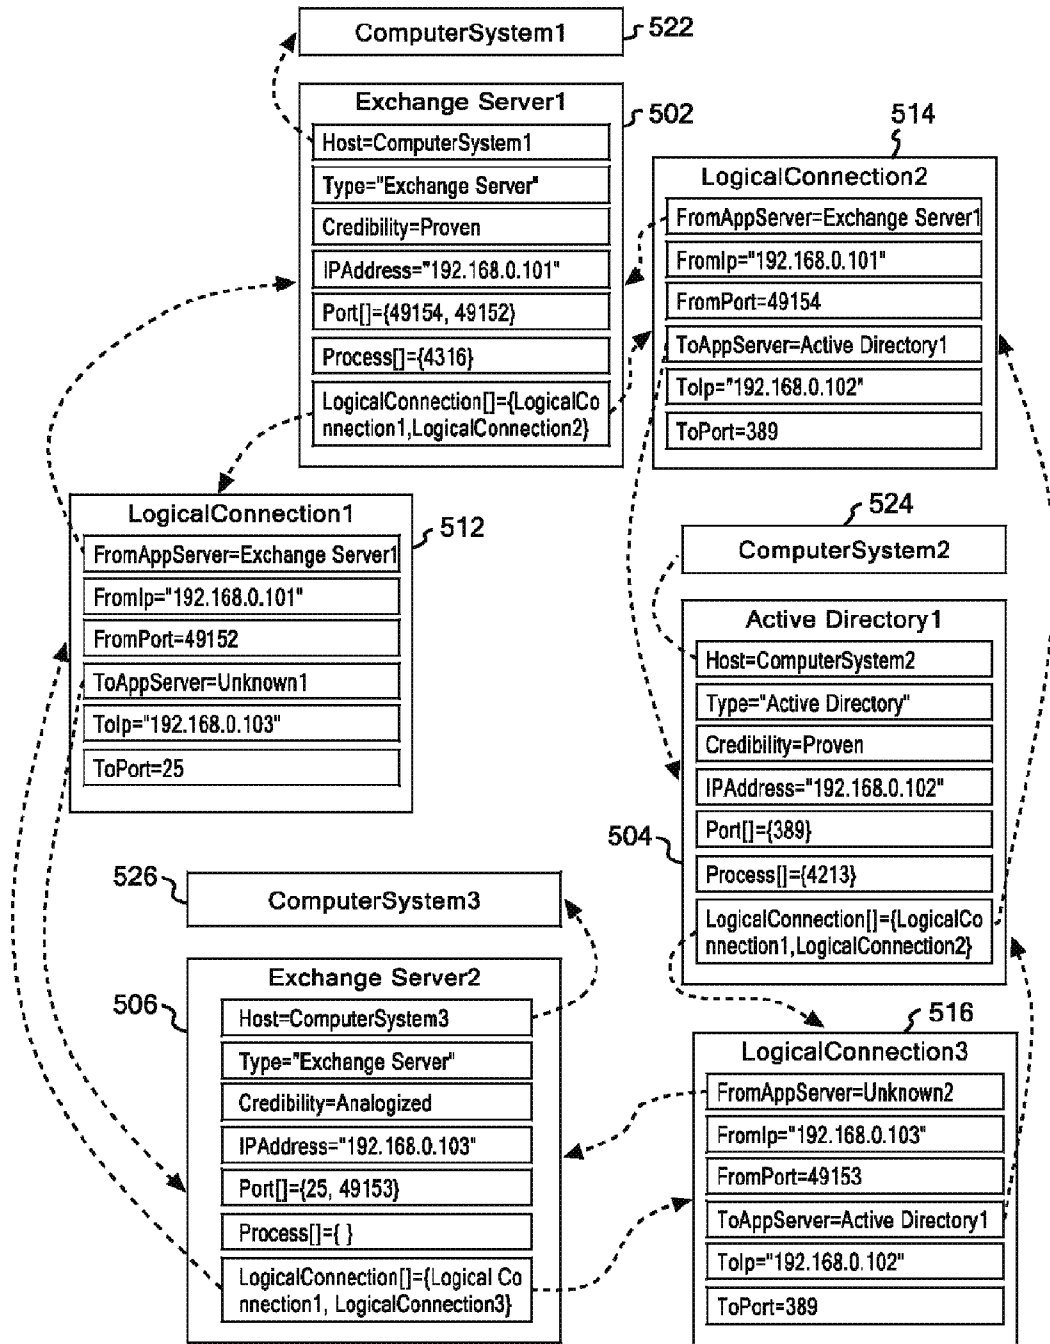 ComputerSystem1
522
Exchange Server1
502
Host=ComputerSystem1
Type="Exchange Server"
Credibility=Proven
IPAddress="192.168.0.101"
Port[]={49154, 49152}
Process[]={4316}
LogicalConnection[]={LogicalCo
nnection1,LogicalConnection2}
514
LogicalConnection2
FromAppServer=Exchange Server1
FromIp="192.168.0.101"
FromPort=49154
ToAppServer=Active Directory1
ToIp="192.168.0.102"
ToPort=389
LogicalConnection1
512
FromAppServer=Exchange Server1
FromIp="192.168.0.101"
FromPort=49152
ToAppServer=Unknown1
ToIp="192.168.0.103"
ToPort=25
524
ComputerSystem2
Active Directory1
Host=ComputerSystem2
Type="Active Directory"
Credibility=Proven
IPAddress="192.168.0.102"
Port[]={389}
504
Process[]={4213}
LogicalConnection[]={LogicalCo
nnection1,LogicalConnection2}
526
ComputerSystem3
Exchange Server2
506
Host=ComputerSystem3
Type="Exchange Server"
Credibility=Analogized
IPAddress="192.168.0.103"
Port[]={25, 49153}
Process[]={ }
LogicalConnection[]={Logical Co
nnection1, LogicalConnection3}
516
LogicalConnection3
FromAppServer=Unknown2
FromIp="192.168.0.103"
FromPort=49153
ToAppServer=Active Directory1
ToIp="192.168.0.102"
ToPort=389